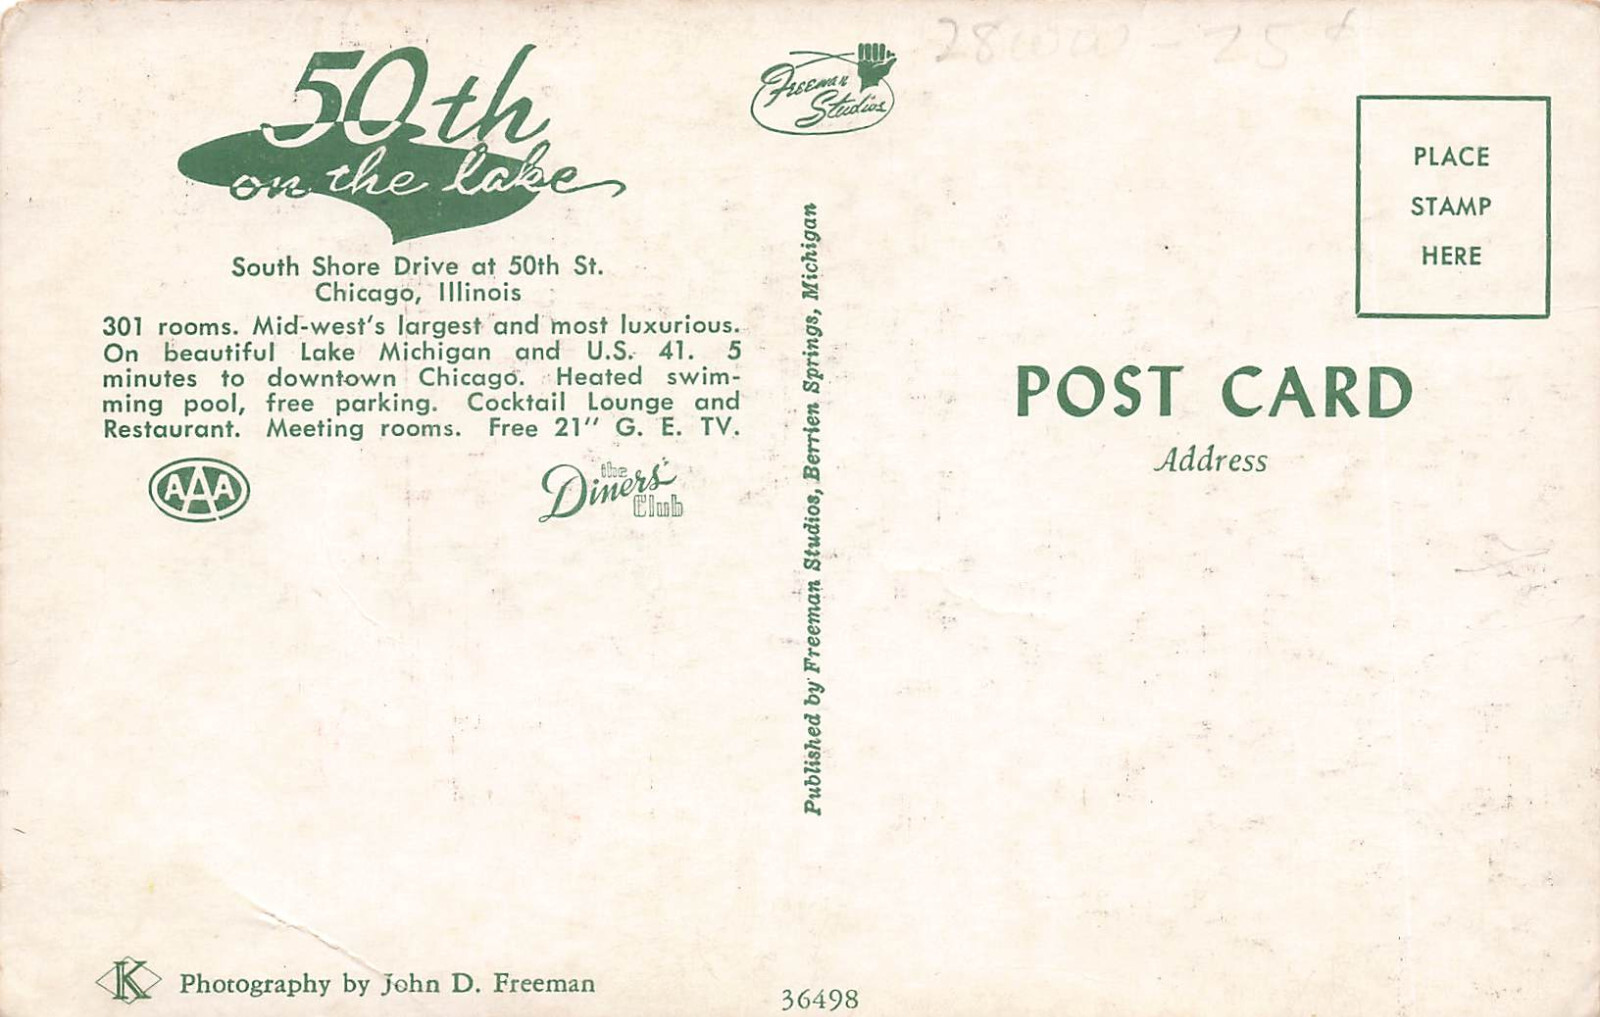 50th
on the lake
South Shore Drive at 50th St.
Chicago, Illinois
301 rooms. Mid-west's largest and most luxurious.
On beautiful Lake Michigan and U.S. 41. 5
minutes to downtown Chicago. Heated swim-
ming pool, free parking. Cocktail Lounge and
Restaurant. Meeting rooms. Free 21" G. E. TV.
AAA
the
Diners'
Club
K Photography by John D. Freeman
Freeman
Studios
Published by Freeman Studios, Berrien Springs, Michigan
36498
25¢
PLACE
STAMP
HERE
POST CARD
Address